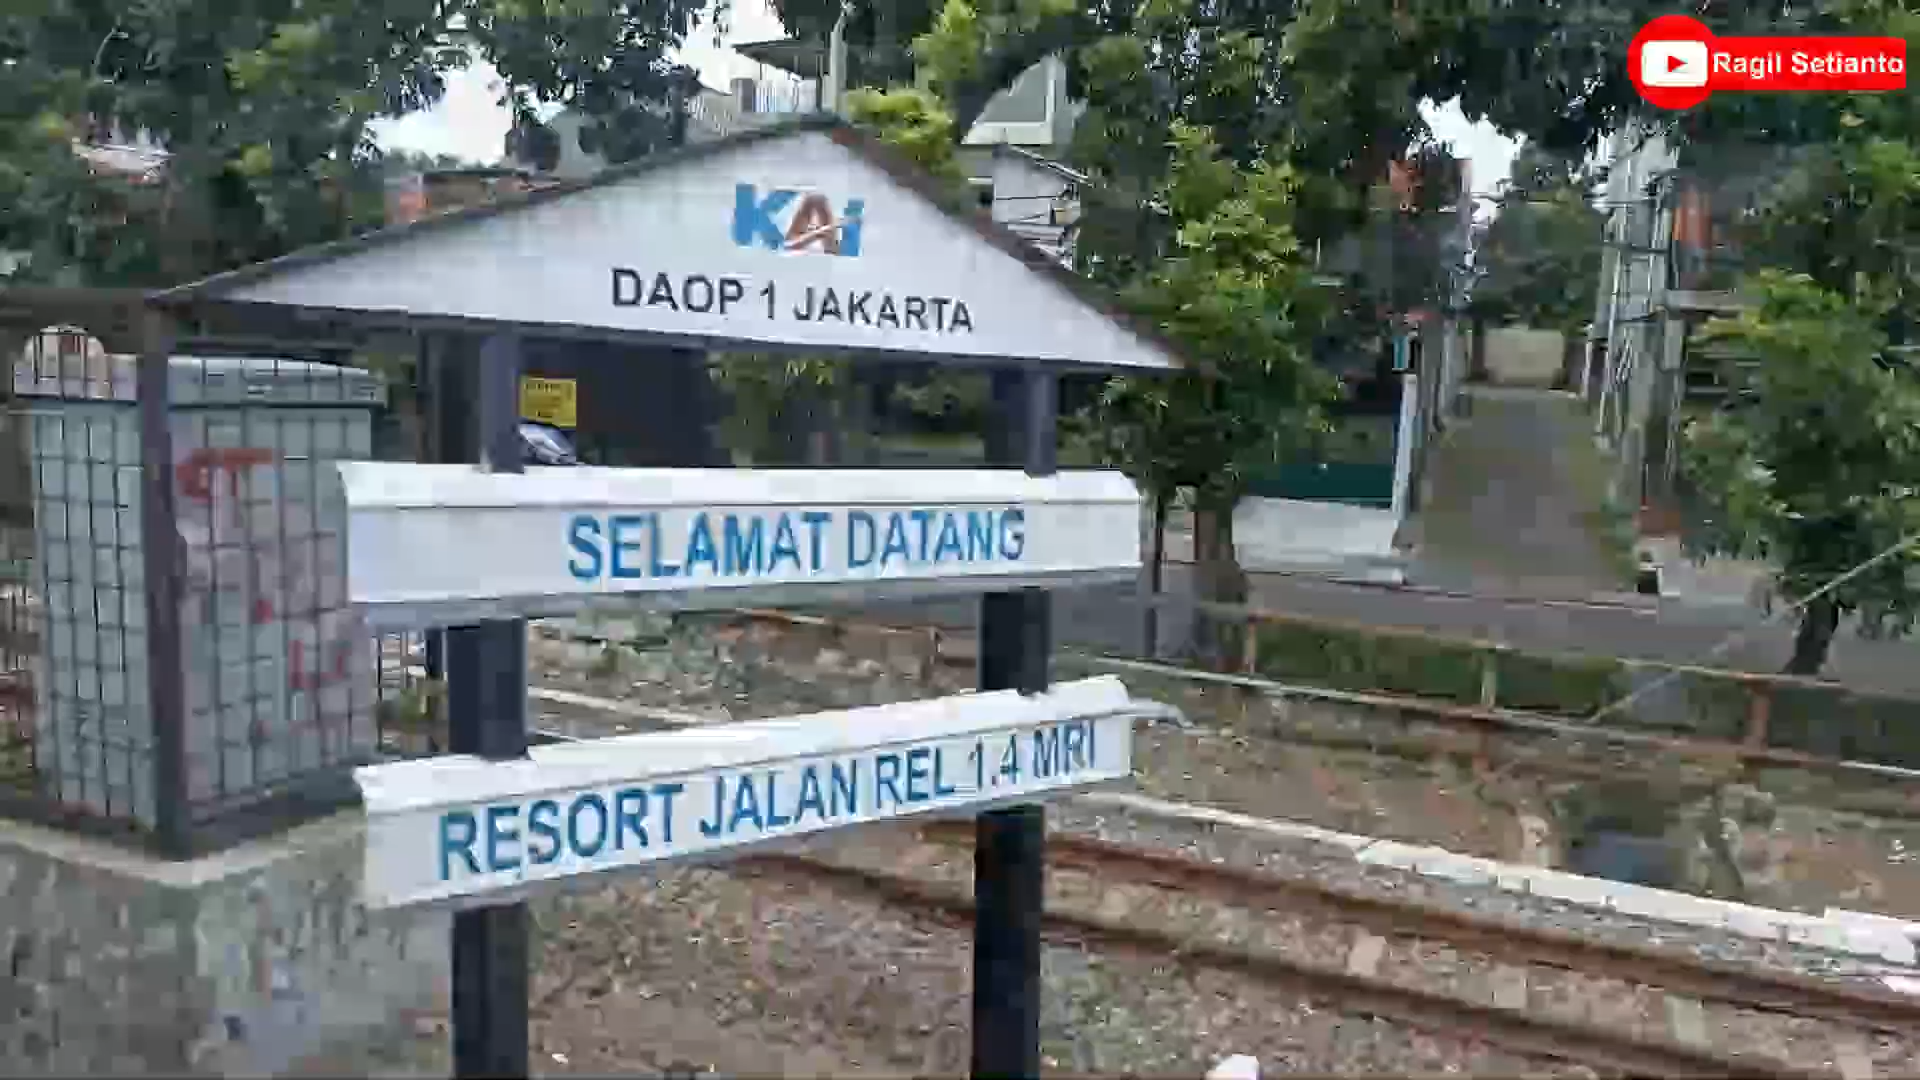 Ragil Setianto
KAI
DAOP 1 JAKARTA
SELAMAT DATANG
RESORT JALAN REL 1.4 MRI